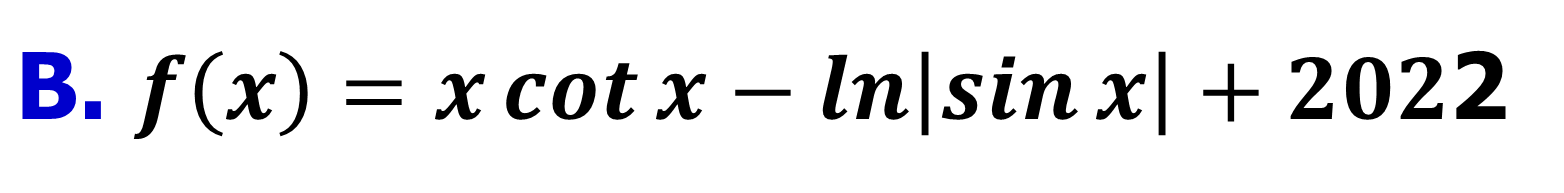 B. f(x) = x cot x − ln|sin x| + 2022